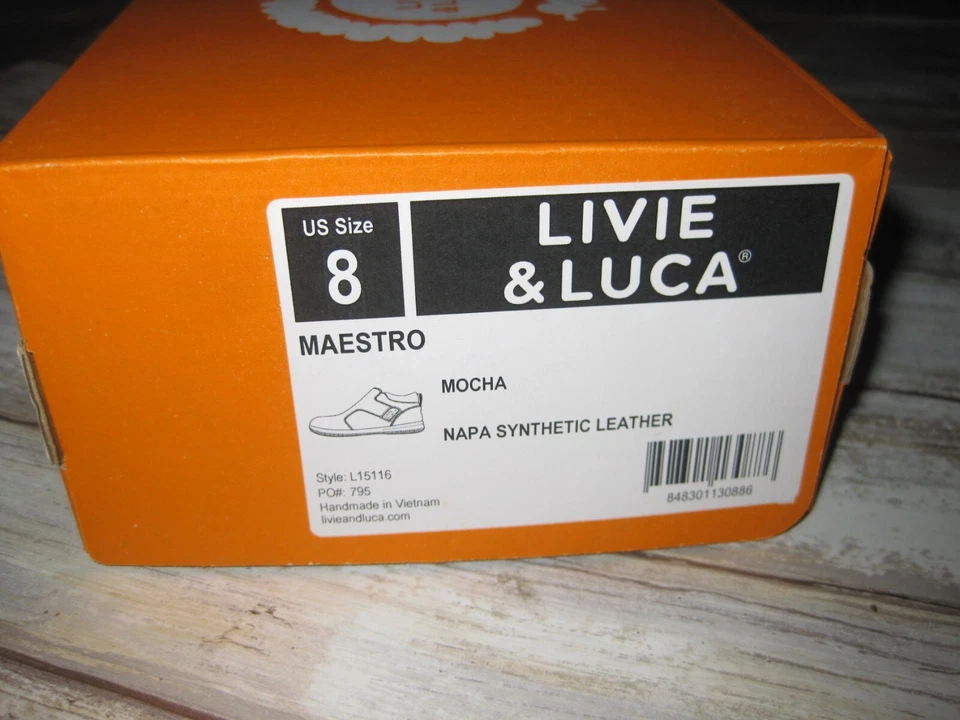 US Size
8
LIVIE
& LUCA®
MAESTRO
MOCHA
NAPA SYNTHETIC LEATHER
Style: L15116
PO#: 795
Handmade in Vietnam
livieandluca.com
848301130886